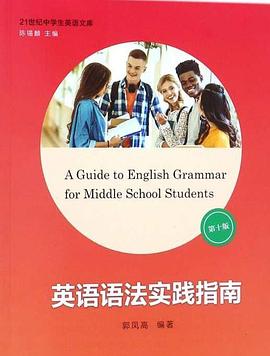 21世纪中学生英语文库
陈锡麟 主编
A Guide to English Grammar
for Middle School Students
第十版
英语语法实践指南
郭凤高 编著